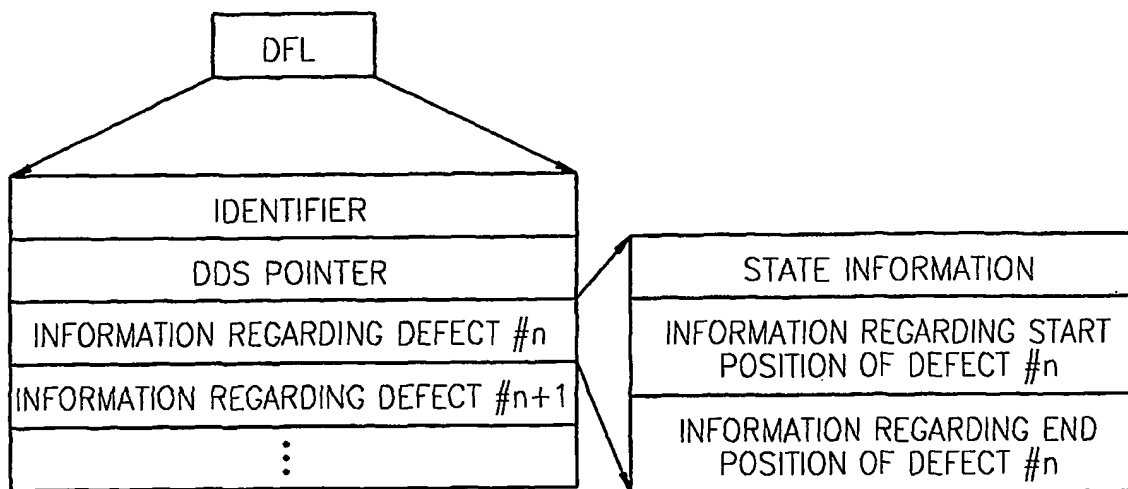 DFL
IDENTIFIER
DDS POINTER
INFORMATION REGARDING DEFECT #n
INFORMATION REGARDING DEFECT #n+1
⋮
STATE INFORMATION
INFORMATION REGARDING START
POSITION OF DEFECT #n
INFORMATION REGARDING END
POSITION OF DEFECT #n